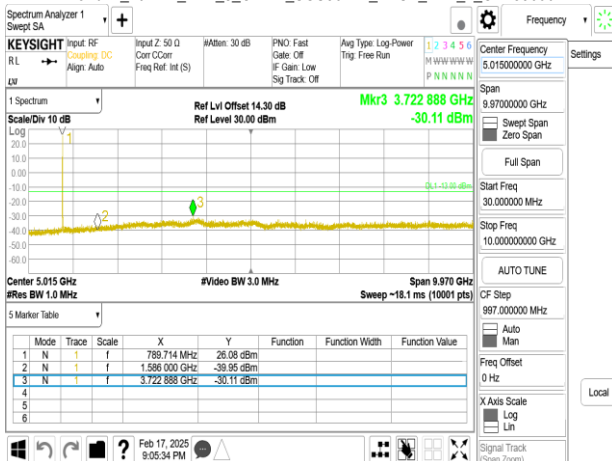 Spectrum Analyzer 1
Swept SA
Frequency
KEYSIGHT
RL
Input: RF
Coupling: DC
Align: Auto
Input Z: 50 Ω
Corr CCorr
Freq Ref: Int (S)
#Atten: 30 dB
PNO: Fast
Gate: Off
IF Gain: Low
Sig Track: Off
Avg Type: Log-Power
Trig: Free Run
1 2 3 4 5 6
M W W W W W
P N N N N N
Center Frequency
5.015000000 GHz
Settings
Span
9.97000000 GHz
Swept Span
Zero Span
Full Span
Start Freq
30.000000 MHz
Stop Freq
10.000000000 GHz
AUTO TUNE
CF Step
997.000000 MHz
Auto
Man
Freq Offset
0 Hz
X Axis Scale
Log
Lin
Signal Track
(Span Zoom)
Local
1 Spectrum
Scale/Div 10 dB
Log
Ref Lvl Offset 14.30 dB
Ref Level 30.00 dBm
Mkr3 3.722 888 GHz
-30.11 dBm
20.0
10.0
0.00
-10.0
-20.0
-30.0
-40.0
-50.0
-60.0
1
2
3
DL1 -13.00 dBm
Center 5.015 GHz
#Res BW 1.0 MHz
#Video BW 3.0 MHz
Span 9.970 GHz
Sweep ~18.1 ms (10001 pts)
5 Marker Table
Mode Trace Scale X Y Function Function Width Function Value
1 N 1 f 789.714 MHz 26.08 dBm
2 N 1 f 1.586 000 GHz -39.95 dBm
3 N 1 f 3.722 888 GHz -30.11 dBm
4
5
6
?
Feb 17, 2025
9:05:34 PM